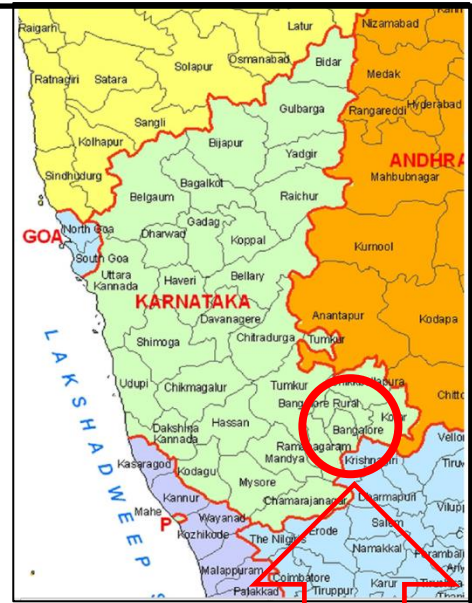 Raigarh
Latur
Nizamabad
Solapur
Osmanabad
Bidar
Ratnagiri
Satara
Medak
Gulbarga
Rangareddi
Hyderabad
Sangli
Kolhapur
Bijapur
Yadgir
ANDHRA
Mahbubnagar
Sindhudurg
Bagalkot
Belgaum
Raichur
GOA
North Goa
Gadag
Dharwad
Koppal
Kurnool
South Goa
Uttara
Kannada
Haveri
Bellary
KARNATAKA
Davanagere
Anantapur
Kodapa
Shimoga
Chitradurga
Tumkur
LAKSHADWEEP
Udupi
Chikmagalur
Tumkur
Bangalore Rural
Bangalore
Dakshina
Kannada
Hassan
Ramanagaram
Mandya
Kasaragod
Kodagu
Krishnagiri
Mysore
Kannur
Chamarajanagar
Dharmapuri
Mahe
P
Wayanad
Kozhikode
Salem
The Nilgiris
Erode
Namakkal
Malappuram
Coimbatore
Palakkad
Tiruppur
Karur